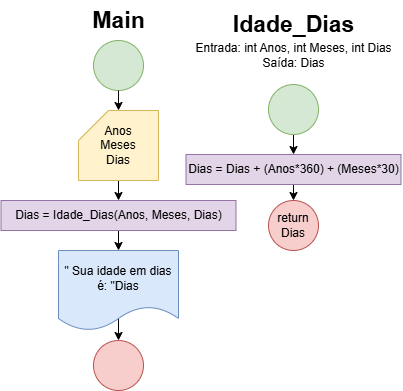 Main
Anos
Meses
Dias
Dias = Idade_Dias(Anos, Meses, Dias)
" Sua idade em dias
é: "Dias
Idade_Dias
Entrada: int Anos, int Meses, int Dias
Saída: Dias
Dias = Dias + (Anos*360) + (Meses*30)
return
Dias